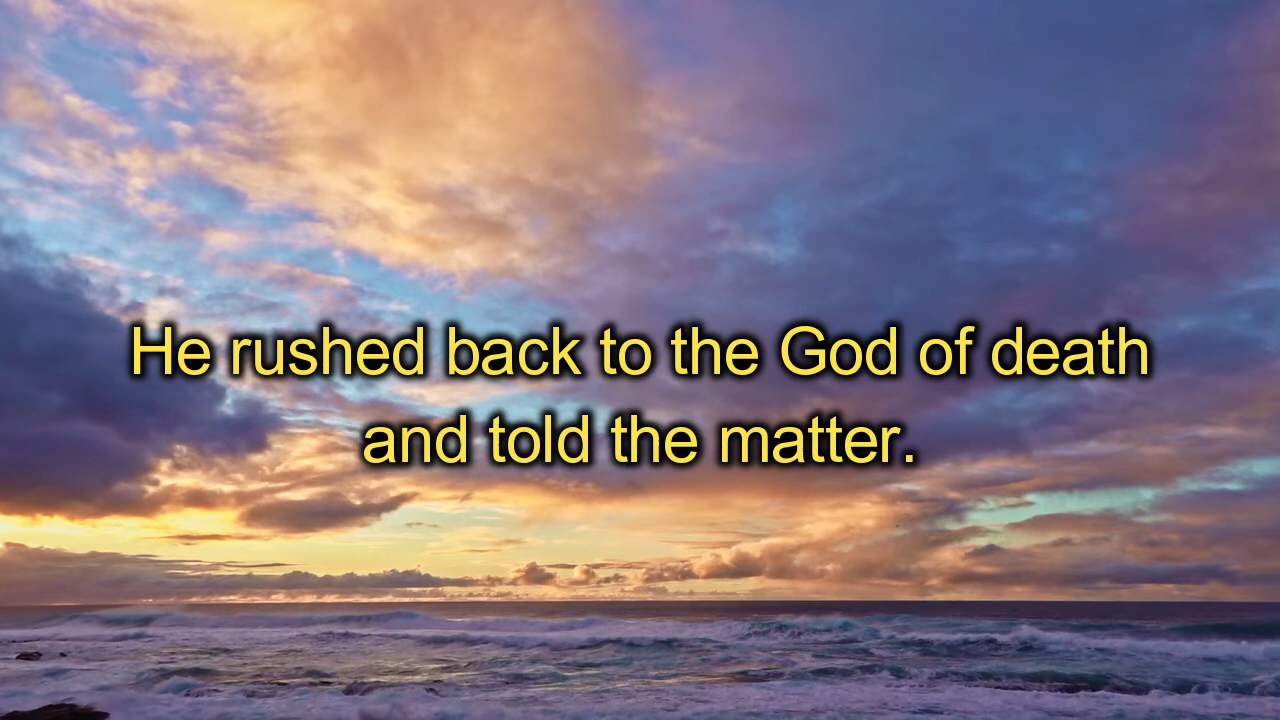 He rushed back to the God of death
and told the matter.